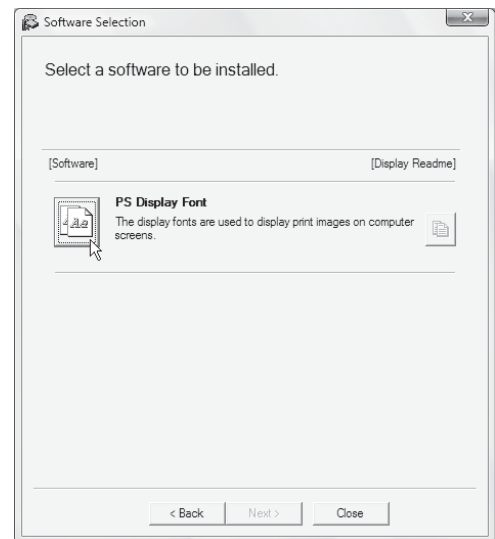 Software Selection
Select a software to be installed.
[Software] [Display Readme]
PS Display Font
The display fonts are used to display print images on computer
screens.
Aa
< Back Next > Close